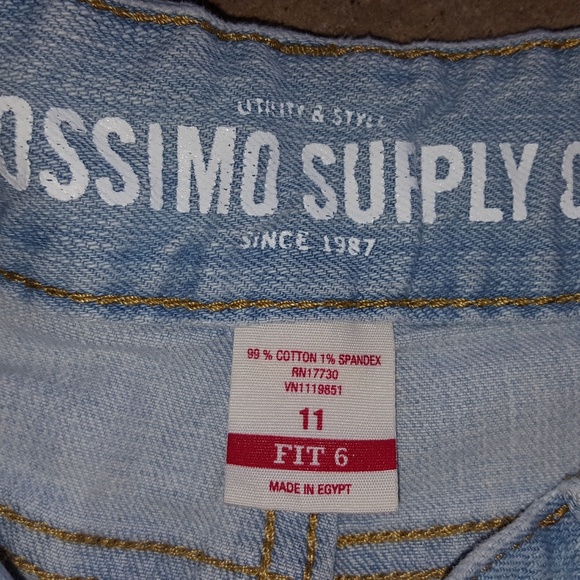 UTILITY & STYLE
OSSIMO SUPPLY C
SINCE 1987
99 % COTTON 1% SPANDEX
RN17730
VN1119851
11
FIT 6
MADE IN EGYPT